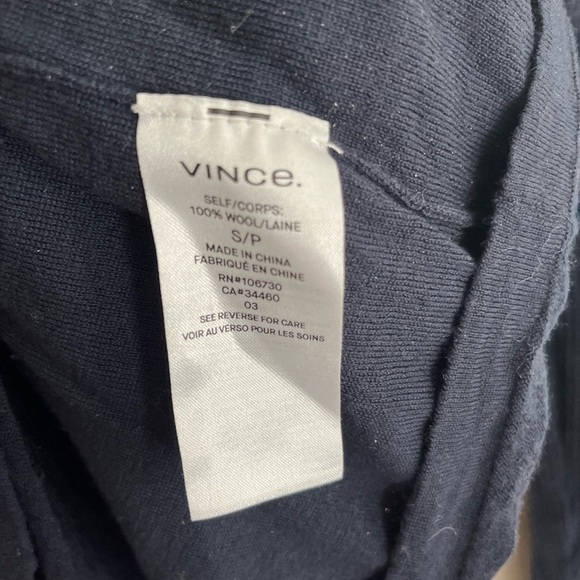 VINCe.
SELF/CORPS:
100% WOOL/LAINE
S/P
MADE IN CHINA
FABRIQUÉ EN CHINE
RN#106730
CA#34460
03
SEE REVERSE FOR CARE
VOIR AU VERSO POUR LES SOINS